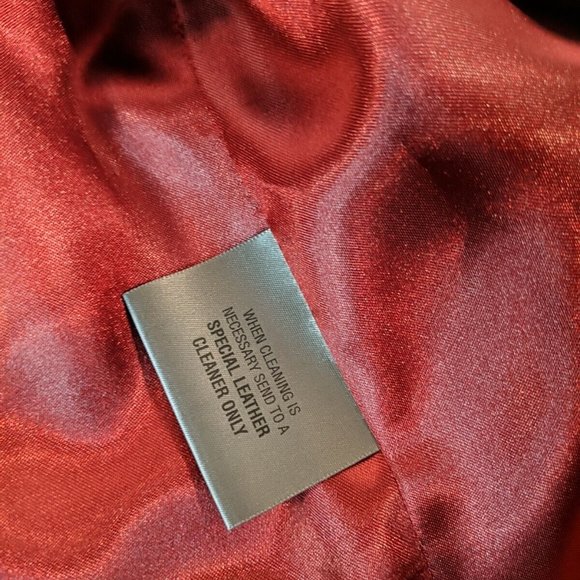 WHEN CLEANING IS
NECESSARY SEND TO A
SPECIAL LEATHER
CLEANER ONLY